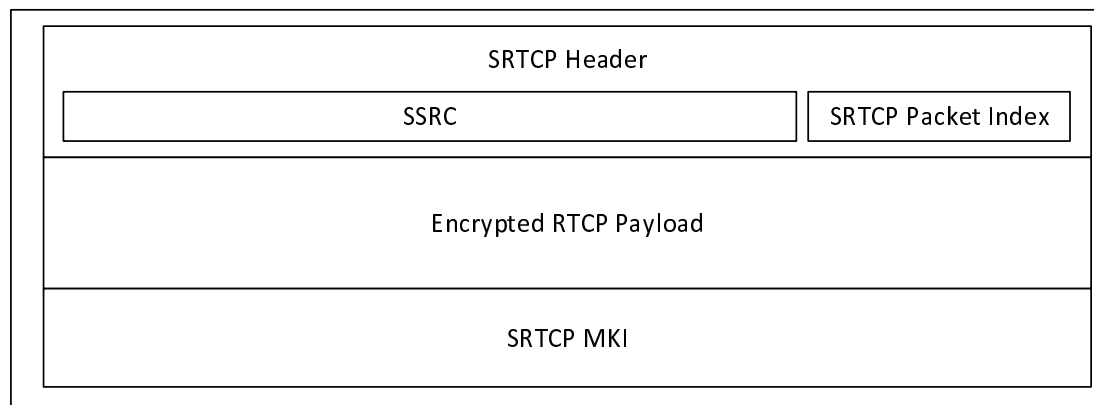 SRTCP Header
SSRC
SRTCP Packet Index
Encrypted RTCP Payload
SRTCP MKI